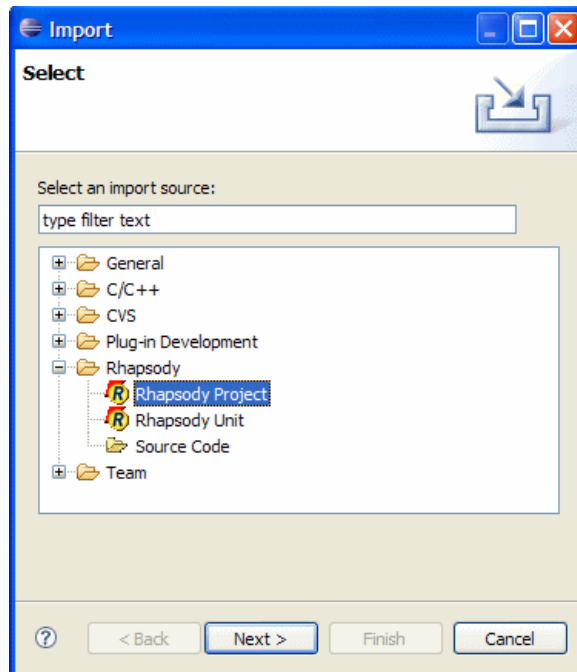 Import
Select
Select an import source:
type filter text
General
C/C++
CVS
Plug-in Development
Rhapsody
R Rhapsody Project
R Rhapsody Unit
Source Code
Team
? < Back Next > Finish Cancel